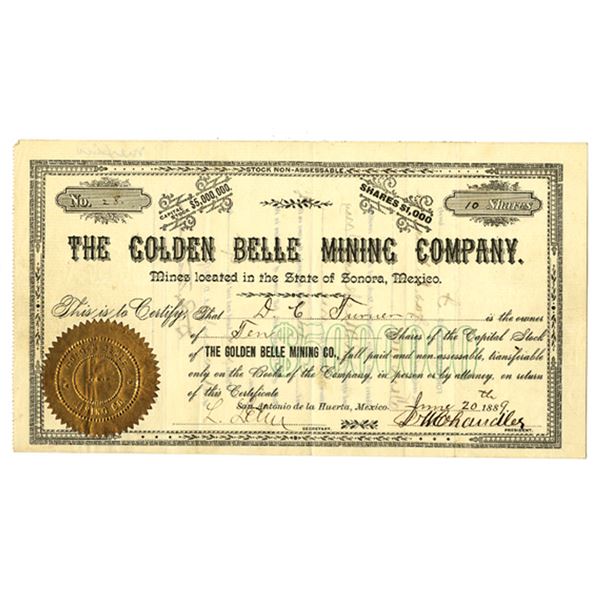 STOCK NON-ASSESSABLE
No. 28
CAPITAL $5,000,000.
SHARES $1,000
10 Shares
THE GOLDEN BELLE MINING COMPANY.
Mines located in the State of Sonora, Mexico.
This is to Certify, That D. C. Turner is the owner
of Ten Shares of the Capital Stock
of THE GOLDEN BELLE MINING CO., full paid and non-assessable, transferable
only on the Books of the Company, in person or by attorney, on return
of this Certificate
San Antonio de la Huerta, Mexico. June 20th 1889
L. Chandler
SECRETARY.
PRESIDENT.